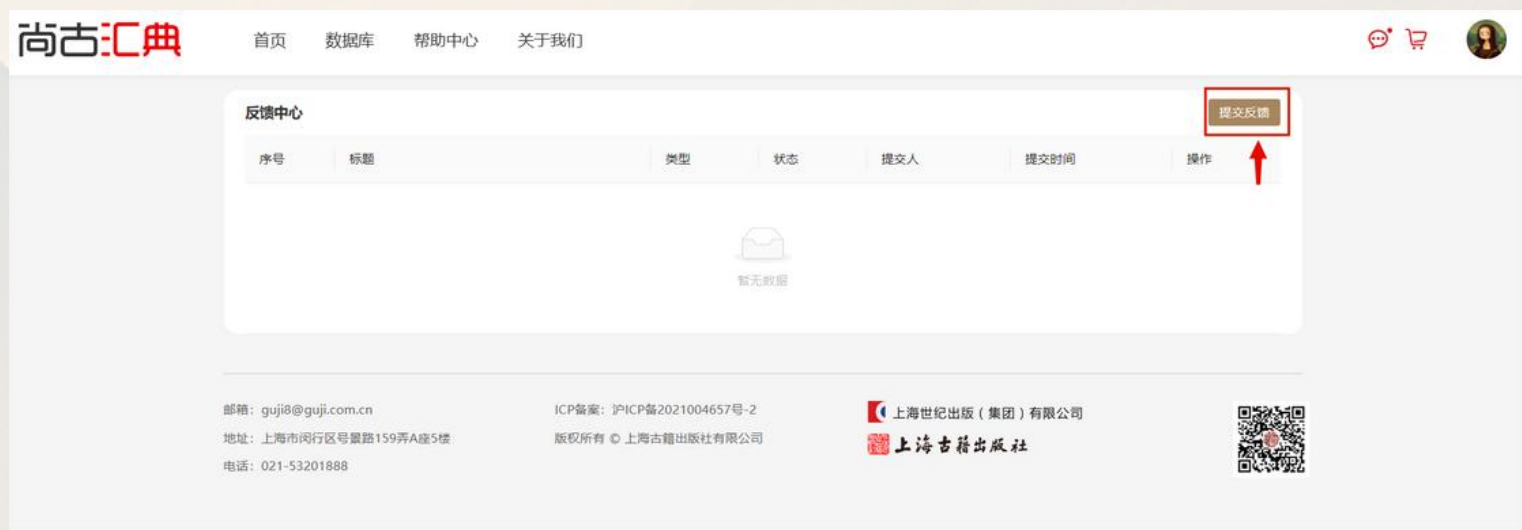 尚古汇典
首页 数据库 帮助中心 关于我们
反馈中心 提交反馈
序号 标题 类型 状态 提交人 提交时间 操作
暂无数据
邮箱：guji8@guji.com.cn
地址：上海市闵行区号景路159弄A座5楼
电话：021-53201888
ICP备案：沪ICP备2021004657号-2
版权所有 © 上海古籍出版社有限公司
上海世纪出版（集团）有限公司
上海古籍出版社